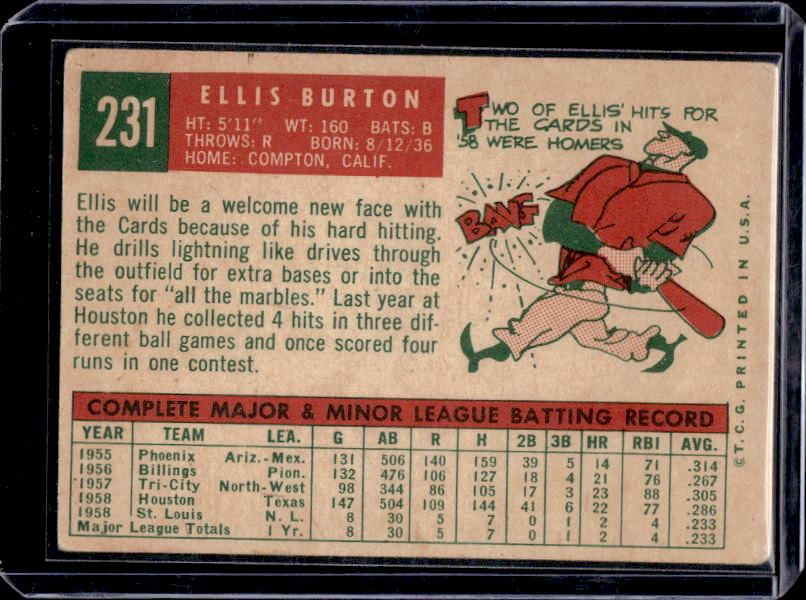 231
ELLIS BURTON
HT: 5'11" WT: 160 BATS: B
THROWS: R BORN: 8/12/36
HOME: COMPTON, CALIF.
TWO OF ELLIS' HITS FOR
THE CARDS IN
'58 WERE HOMERS
BANG
Ellis will be a welcome new face with
the Cards because of his hard hitting.
He drills lightning like drives through
the outfield for extra bases or into the
seats for "all the marbles." Last year at
Houston he collected 4 hits in three dif-
ferent ball games and once scored four
runs in one contest.
COMPLETE MAJOR & MINOR LEAGUE BATTING RECORD
YEAR TEAM LEA. G AB R H 2B 3B HR RBI AVG.
1955 Phoenix Ariz.-Mex. 131 506 140 159 39 5 14 71 .314
1956 Billings Pion. 132 476 106 127 18 4 21 76 .267
1957 Tri-City North-West 98 344 86 105 17 3 23 88 .305
1958 Houston Texas 147 504 109 144 41 6 22 77 .286
1958 St. Louis N. L. 8 30 5 7 0 1 2 4 .233
Major League Totals 1 Yr. 8 30 5 7 0 1 2 4 .233
© T. C. G. PRINTED IN U.S.A.